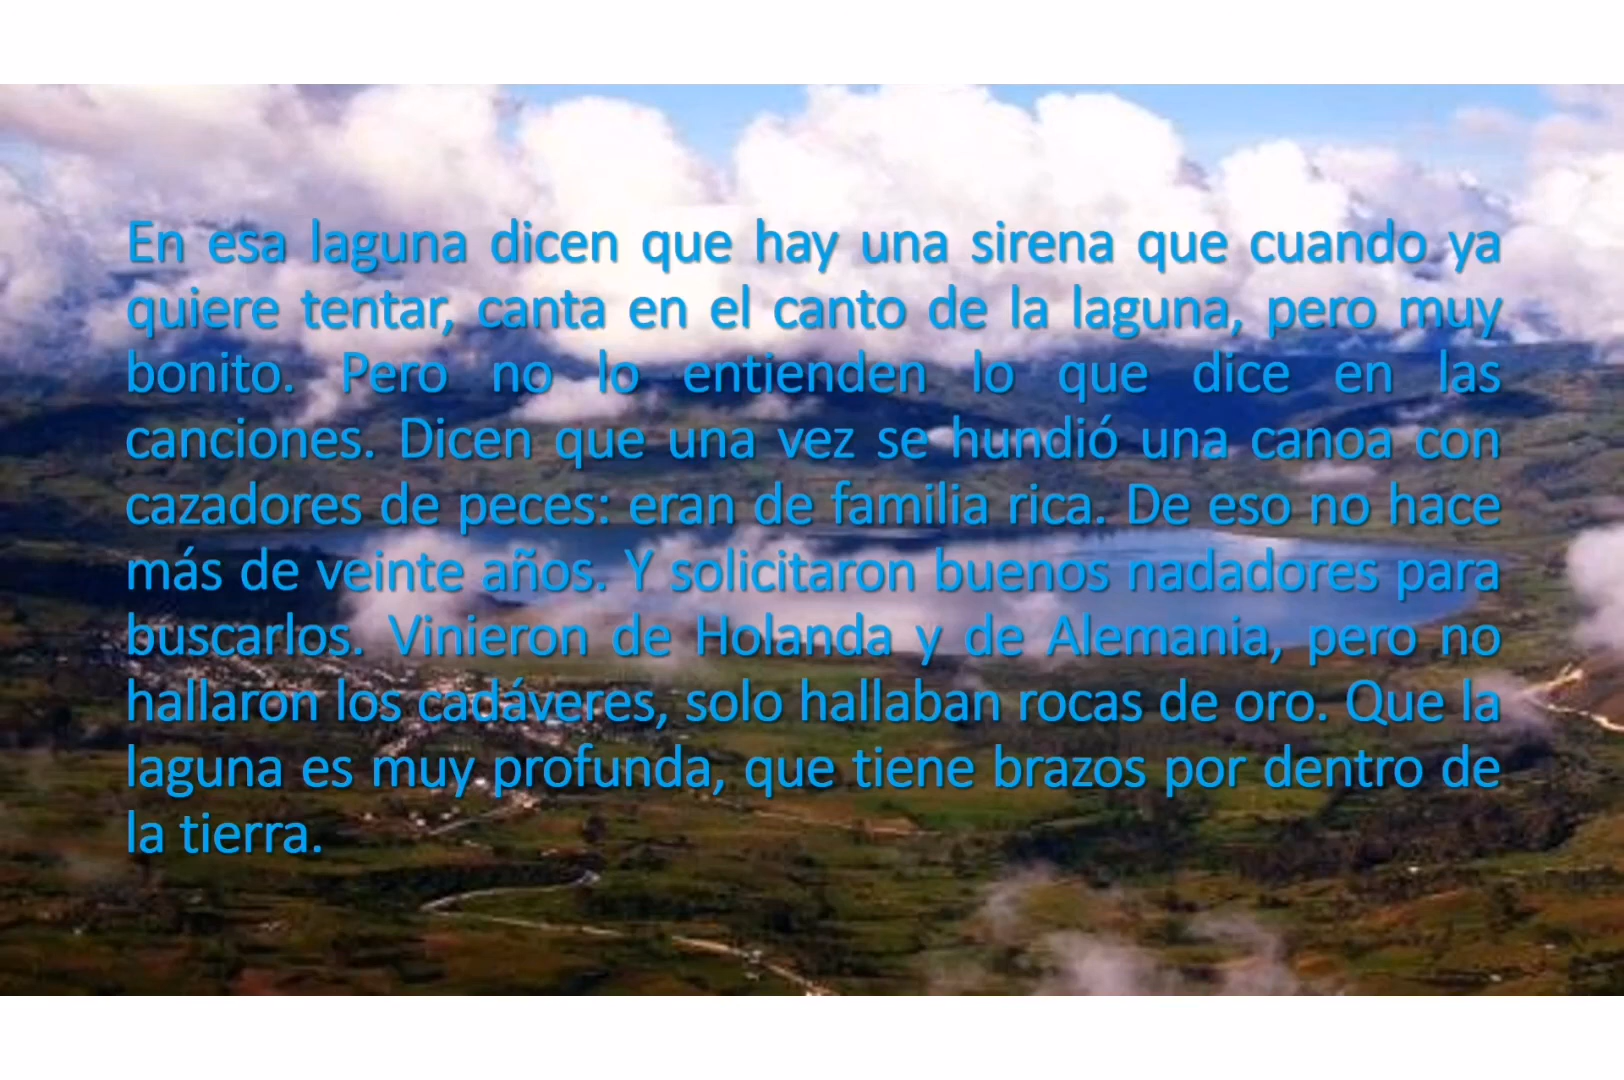 En esa laguna dicen que hay una sirena que cuando ya
quiere tentar, canta en el canto de la laguna, pero muy
bonito. Pero no lo entienden lo que dice en las
canciones. Dicen que una vez se hundió una canoa con
cazadores de peces: eran de familia rica. De eso no hace
más de veinte años. Y solicitaron buenos nadadores para
buscarlos. Vinieron de Holanda y de Alemania, pero no
hallaron los cadáveres, solo hallaban rocas de oro. Que la
laguna es muy profunda, que tiene brazos por dentro de
la tierra.